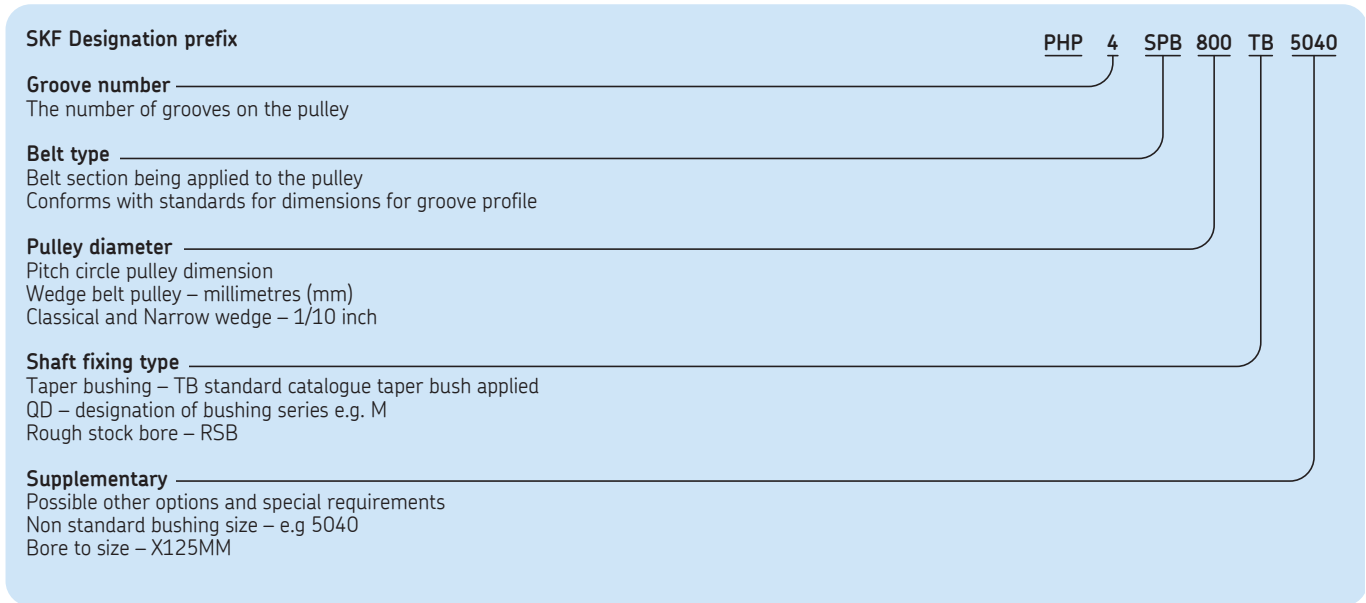 SKF Designation prefix PHP 4 SPB 800 TB 5040
Groove number
The number of grooves on the pulley
Belt type
Belt section being applied to the pulley
Conforms with standards for dimensions for groove profile
Pulley diameter
Pitch circle pulley dimension
Wedge belt pulley – millimetres (mm)
Classical and Narrow wedge – 1/10 inch
Shaft fixing type
Taper bushing – TB standard catalogue taper bush applied
QD – designation of bushing series e.g. M
Rough stock bore – RSB
Supplementary
Possible other options and special requirements
Non standard bushing size – e.g 5040
Bore to size – X125MM